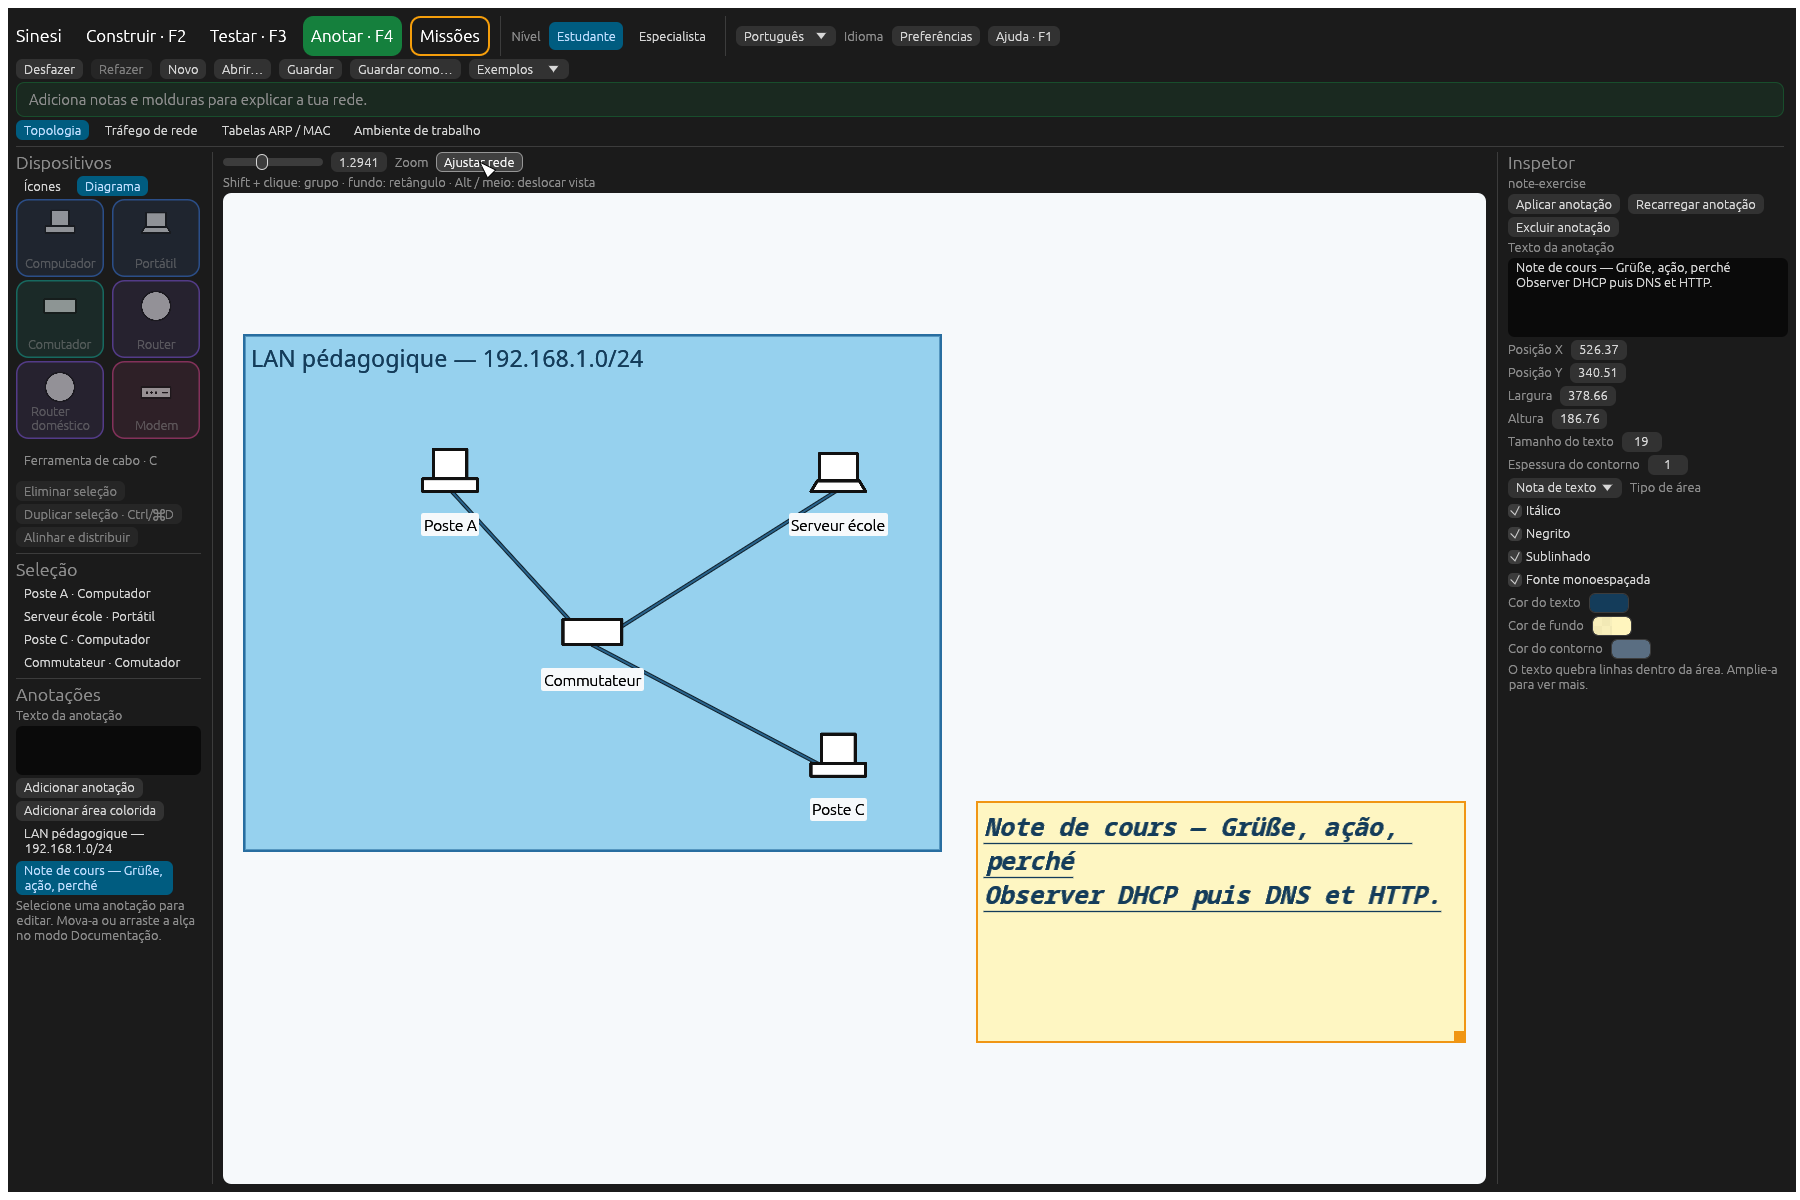 Sinesi Construir · F2 Testar · F3 Anotar · F4 Missões Nível Estudante Especialista Português Idioma Preferências Ajuda · F1
Desfazer Refazer Novo Abrir... Guardar Guardar como... Exemplos
Adiciona notas e molduras para explicar a tua rede.
Topologia Tráfego de rede Tabelas ARP / MAC Ambiente de trabalho
Dispositivos
Ícones Diagrama
Computador Portátil
Comutador Router
Router
doméstico
Modem
Ferramenta de cabo · C
Eliminar seleção
Duplicar seleção · Ctrl/⌘D
Alinhar e distribuir
Seleção
Poste A · Computador
Serveur école · Portátil
Poste C · Computador
Commutateur · Comutador
Anotações
Texto da anotação
Adicionar anotação
Adicionar área colorida
LAN pédagogique —
192.168.1.0/24
Note de cours — Grüße,
ação, perché
Selecione uma anotação para
editar. Mova-a ou arraste a alça
no modo Documentação.
1.2941 Zoom Ajustar rede
Shift + clique: grupo · fundo: retângulo · Alt / meio: deslocar vista
LAN pédagogique — 192.168.1.0/24
Poste A
Serveur école
Commutateur
Poste C
Note de cours — Grüße, ação,
perché
Observer DHCP puis DNS et HTTP.
Inspetor
note-exercise
Aplicar anotação Recarregar anotação
Excluir anotação
Texto da anotação
Note de cours — Grüße, ação, perché
Observer DHCP puis DNS et HTTP.
Posição X 526.37
Posição Y 340.51
Largura 378.66
Altura 186.76
Tamanho do texto 19
Espessura do contorno 1
Nota de texto Tipo de área
Itálico
Negrito
Sublinhado
Fonte monoespaçada
Cor do texto
Cor de fundo
Cor do contorno
O texto quebra linhas dentro da área. Amplie-a
para ver mais.